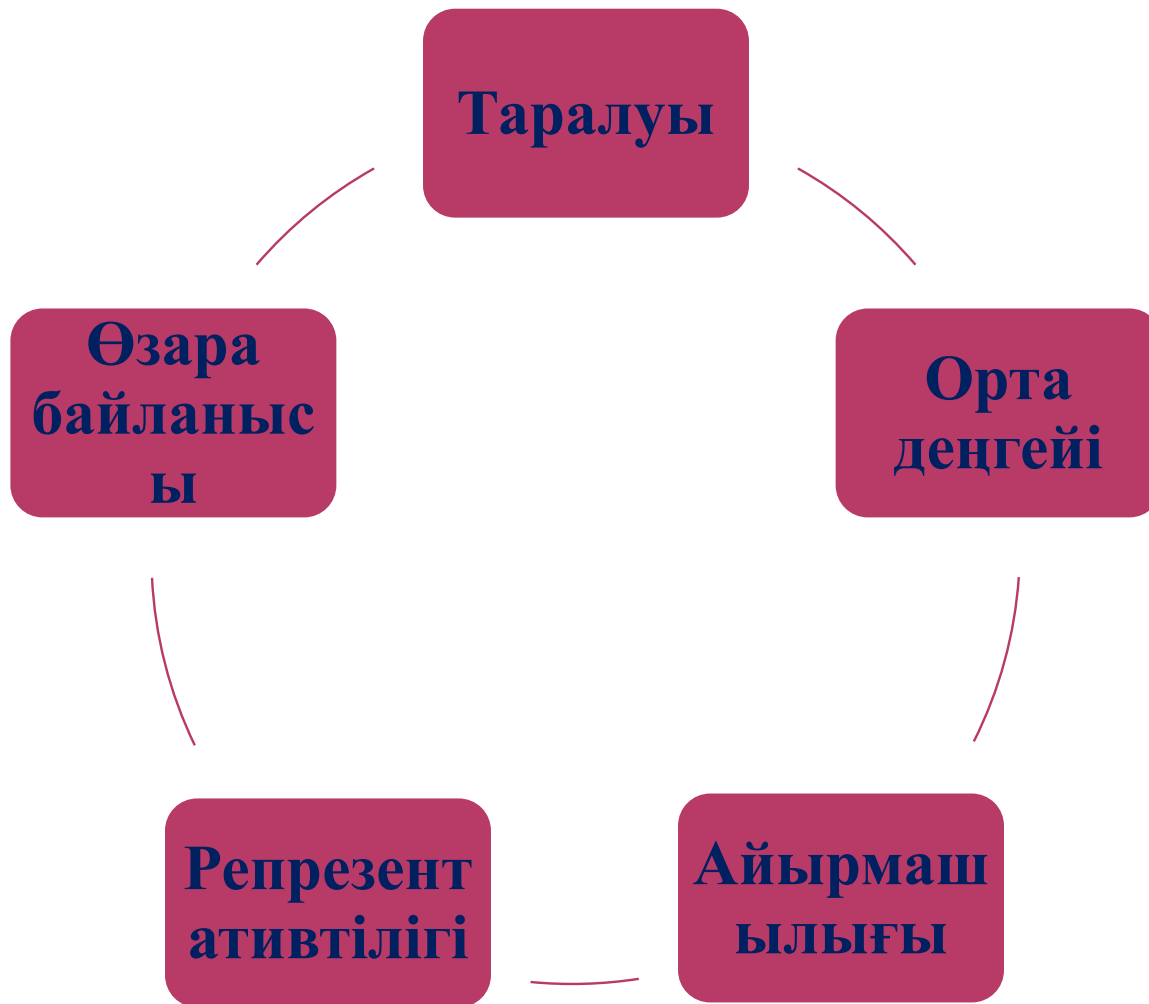 Таралуы
Орта
деңгейі
Айырмаш
ылығы
Репрезент
ативтілігі
Өзара
байланыс
ы